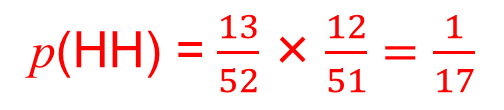 p(HH) = 13/52 × 12/51 = 1/17